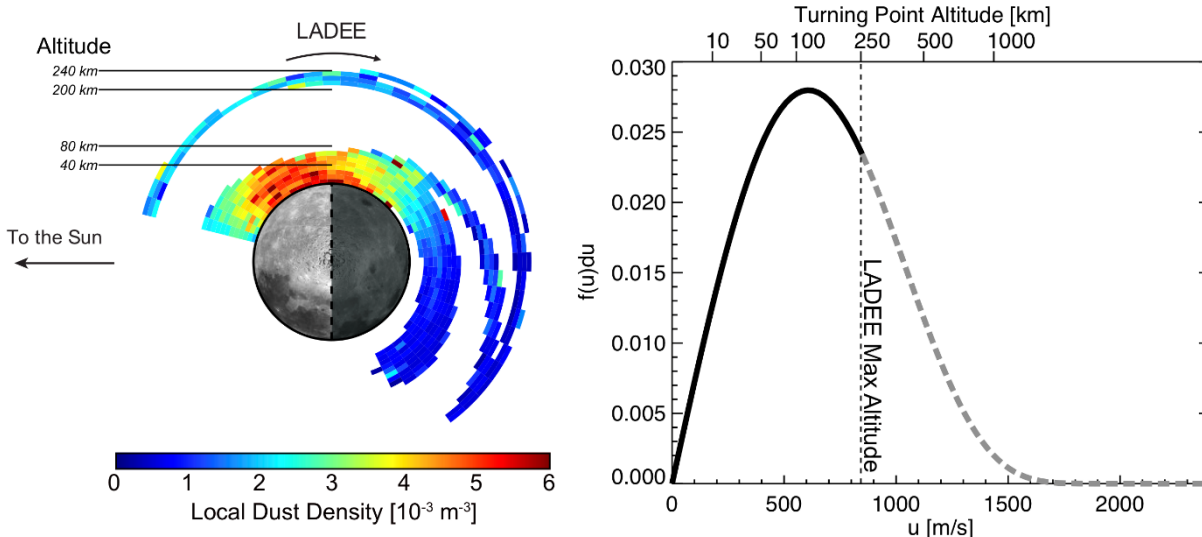 LADEE
Altitude
240 km
200 km
80 km
40 km
To the Sun
0 1 2 3 4 5 6
Local Dust Density [10⁻³ m⁻³]
Turning Point Altitude [km]
10 50 100 250 500 1000
0.030
0.025
0.020
0.015
0.010
0.005
0.000
f(u)du
LADEE Max Altitude
0 500 1000 1500 2000
u [m/s]